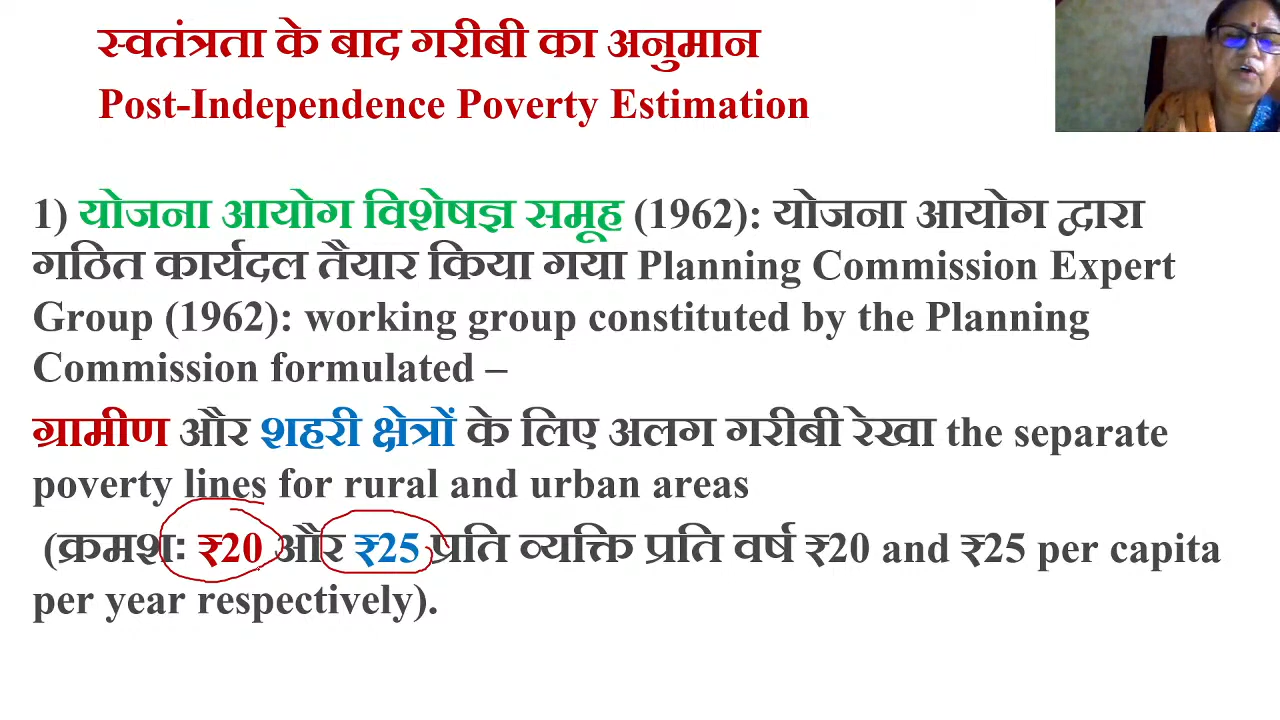 स्वतंत्रता के बाद गरीबी का अनुमान
Post-Independence Poverty Estimation
1) योजना आयोग विशेषज्ञ समूह (1962): योजना आयोग द्वारा
गठित कार्यदल तैयार किया गया Planning Commission Expert
Group (1962): working group constituted by the Planning
Commission formulated –
ग्रामीण और शहरी क्षेत्रों के लिए अलग गरीबी रेखा the separate
poverty lines for rural and urban areas
(क्रमशः ₹20 और ₹25 प्रति व्यक्ति प्रति वर्ष ₹20 and ₹25 per capita
per year respectively).